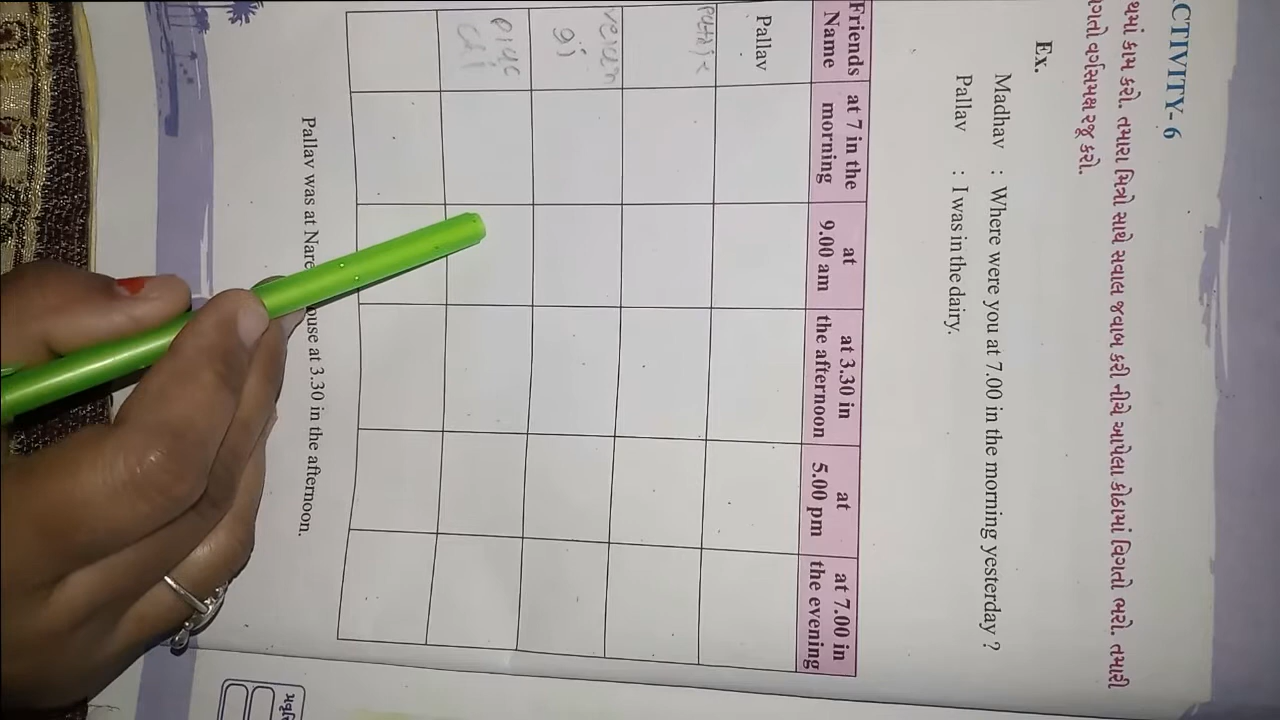 CTIVITY- 6
થમાં કામ કરો. તમારા મિત્રો સાથે સવાલ જવાબ કરી નીચે આપેલા કોઠામાં વિગતો ભરો. તમારી
ગતો વર્ગસમક્ષ રજૂ કરો.
Ex.
Madhav : Where were you at 7.00 in the morning yesterday ?
Pallav : I was in the dairy.
Friends Name
at 7 in the morning
at 9.00 am
at 3.30 in the afternoon
at 5.00 pm
at 7.00 in the evening
Pallav
Pallav was at Nare ouse at 3.30 in the afternoon.